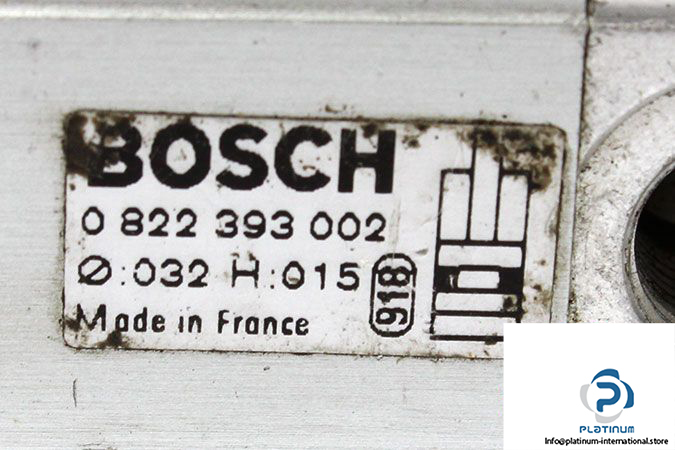 BOSCH
0 822 393 002
Ø:032 H:015
918
Made in France
PLATINUM
Info@platinum-international.store